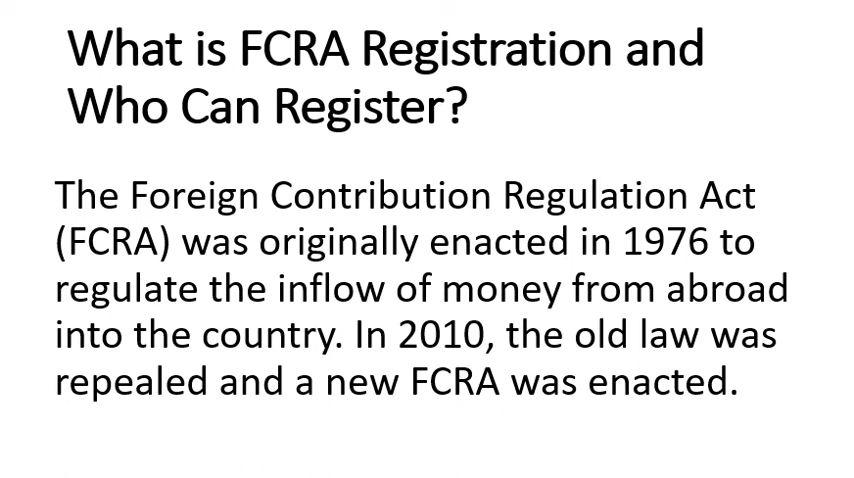 What is FCRA Registration and
Who Can Register?
The Foreign Contribution Regulation Act
(FCRA) was originally enacted in 1976 to
regulate the inflow of money from abroad
into the country. In 2010, the old law was
repealed and a new FCRA was enacted.